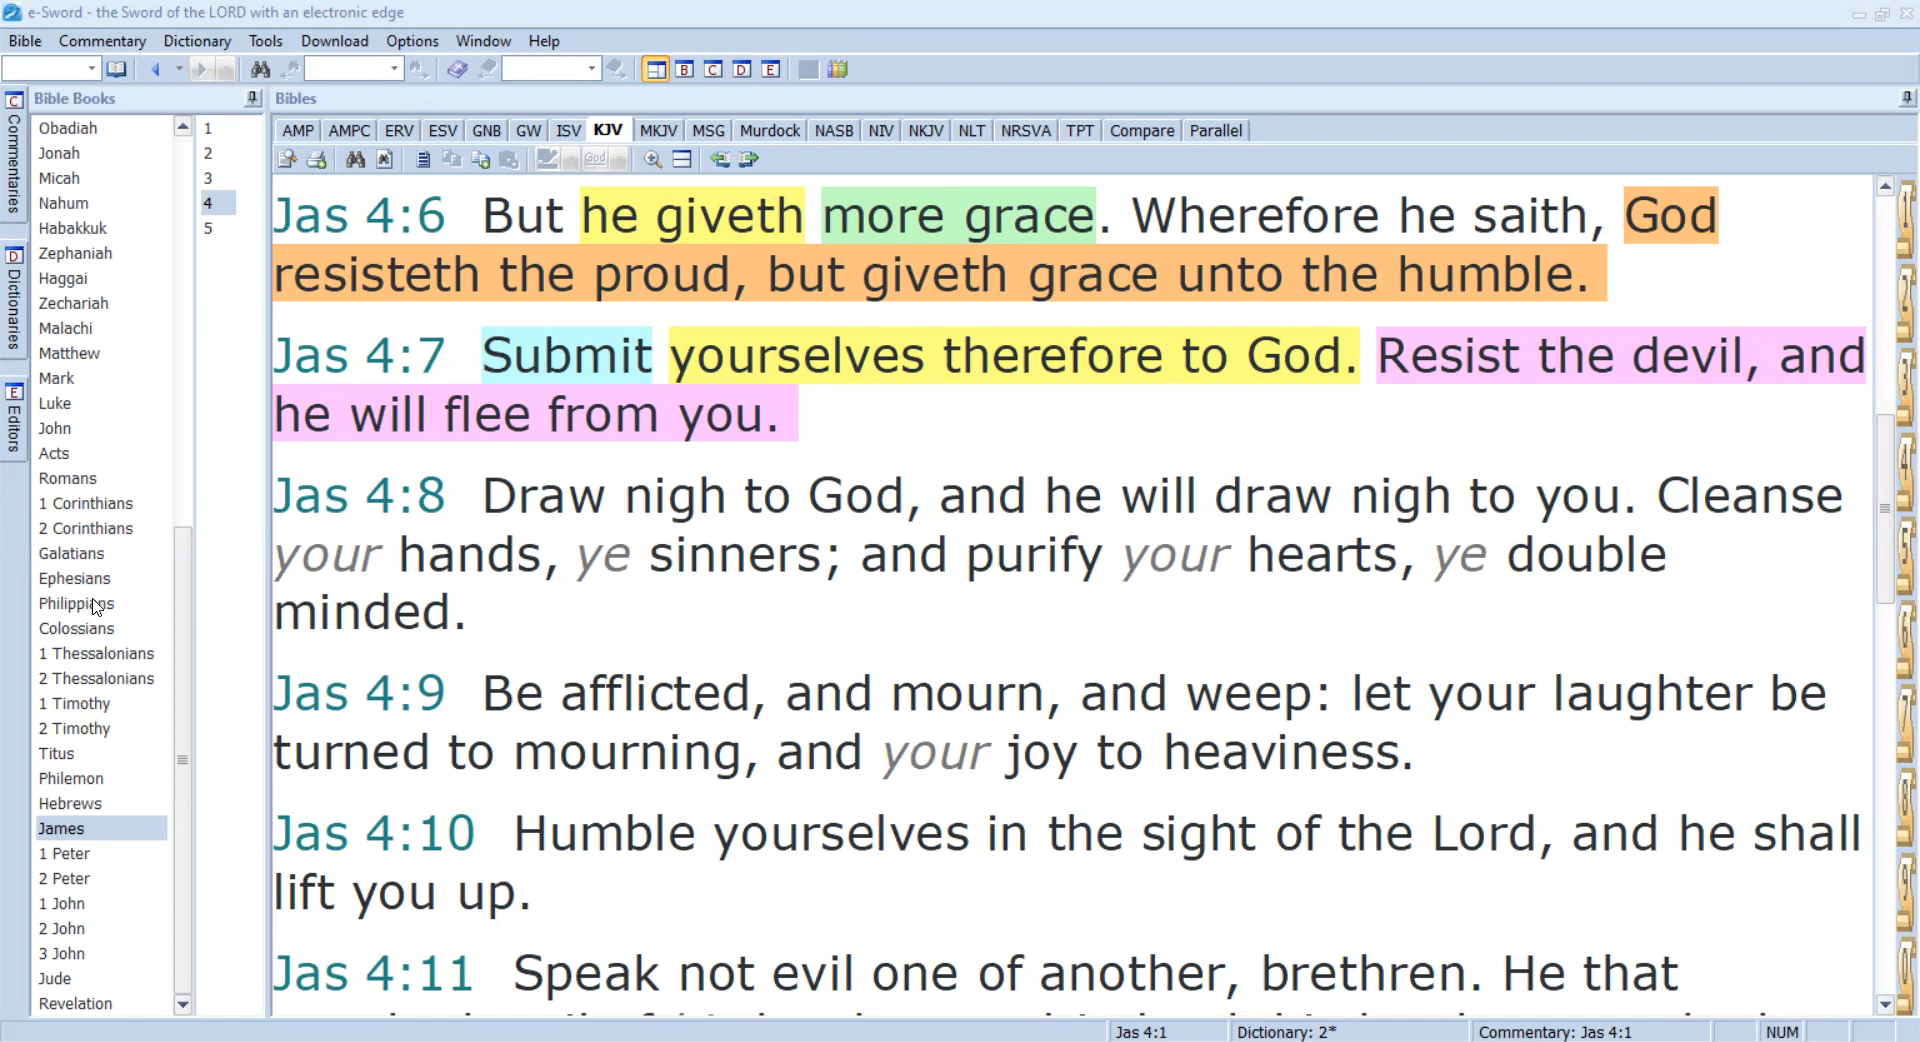 e-Sword - the Sword of the LORD with an electronic edge
Bible Commentary Dictionary Tools Download Options Window Help
B C D E
C Commentaries
D Dictionaries
E Editors
Bible Books
Obadiah
Jonah
Micah
Nahum
Habakkuk
Zephaniah
Haggai
Zechariah
Malachi
Matthew
Mark
Luke
John
Acts
Romans
1 Corinthians
2 Corinthians
Galatians
Ephesians
Philippians
Colossians
1 Thessalonians
2 Thessalonians
1 Timothy
2 Timothy
Titus
Philemon
Hebrews
James
1 Peter
2 Peter
1 John
2 John
3 John
Jude
Revelation
1
2
3
4
5
Bibles
AMP AMPC ERV ESV GNB GW ISV KJV MKJV MSG Murdock NASB NIV NKJV NLT NRSVA TPT Compare Parallel
God
Jas 4:6 But he giveth more grace. Wherefore he saith, God
resisteth the proud, but giveth grace unto the humble.
Jas 4:7 Submit yourselves therefore to God. Resist the devil, and
he will flee from you.
Jas 4:8 Draw nigh to God, and he will draw nigh to you. Cleanse
your hands, ye sinners; and purify your hearts, ye double
minded.
Jas 4:9 Be afflicted, and mourn, and weep: let your laughter be
turned to mourning, and your joy to heaviness.
Jas 4:10 Humble yourselves in the sight of the Lord, and he shall
lift you up.
Jas 4:11 Speak not evil one of another, brethren. He that
Jas 4:1 Dictionary: 2* Commentary: Jas 4:1 NUM